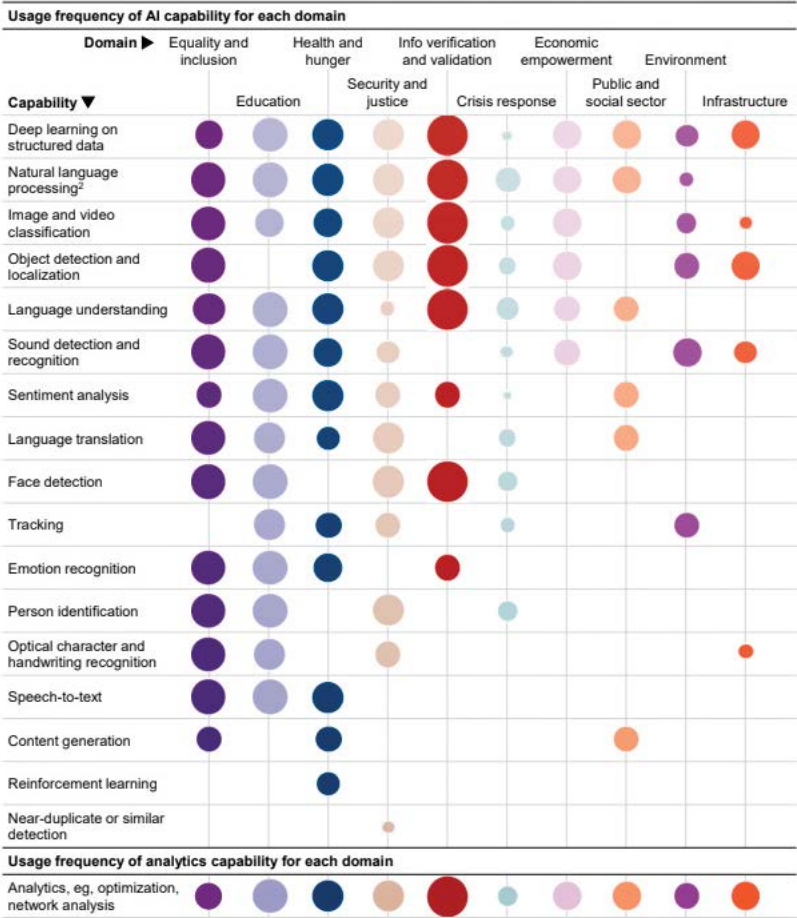 Usage frequency of AI capability for each domain
Domain ▶ Equality and inclusion
Health and hunger
Info verification and validation
Economic empowerment
Environment
Capability ▼
Education
Security and justice
Crisis response
Public and social sector
Infrastructure
Deep learning on
structured data
Natural language
processing2
Image and video
classification
Object detection and
localization
Language understanding
Sound detection and
recognition
Sentiment analysis
Language translation
Face detection
Tracking
Emotion recognition
Person identification
Optical character and
handwriting recognition
Speech-to-text
Content generation
Reinforcement learning
Near-duplicate or similar
detection
Usage frequency of analytics capability for each domain
Analytics, eg, optimization,
network analysis